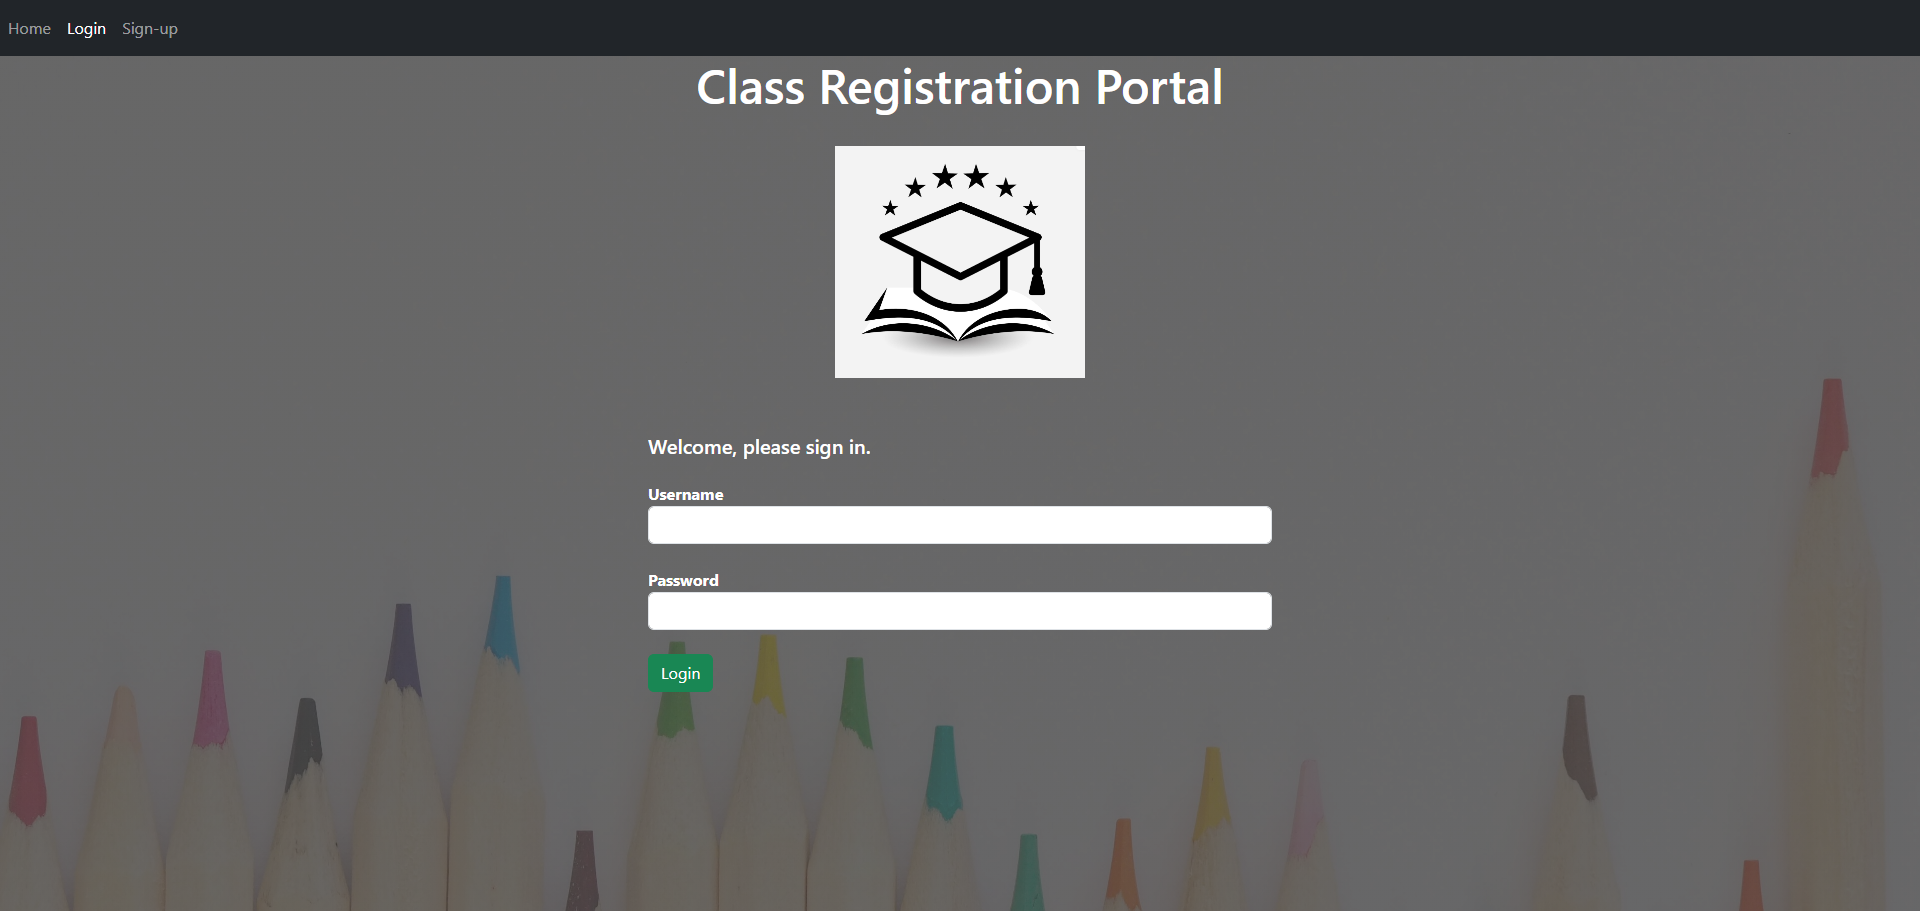 Home Login Sign-up
Class Registration Portal
Welcome, please sign in.
Username
Password
Login